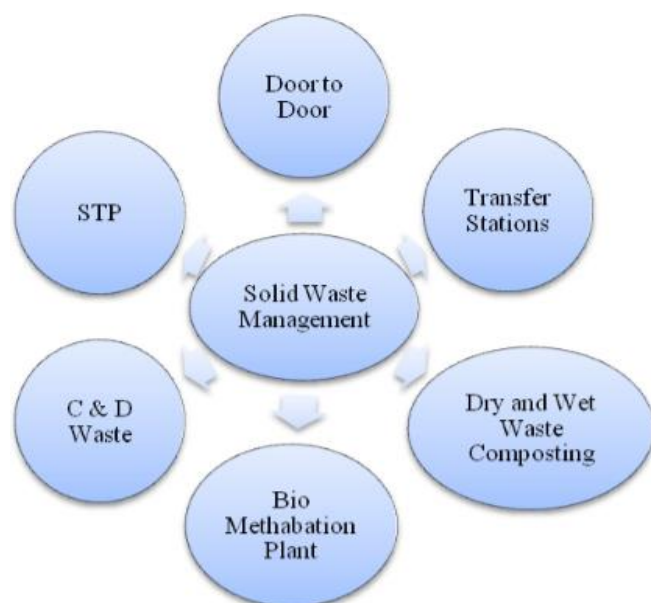 Door to
Door
STP
Transfer
Stations
Solid Waste
Management
C & D
Waste
Dry and Wet
Waste
Composting
Bio
Methabation
Plant